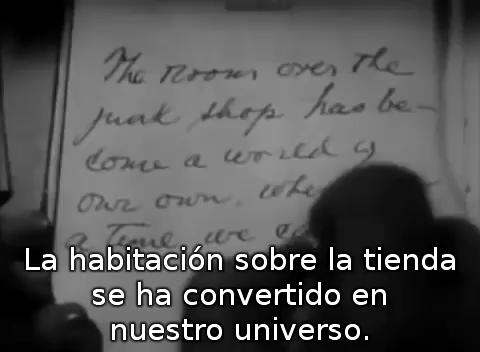 The room over the
junk shop has be-
come a world of
our own.
a Time we
La habitación sobre la tienda
se ha convertido en
nuestro universo.